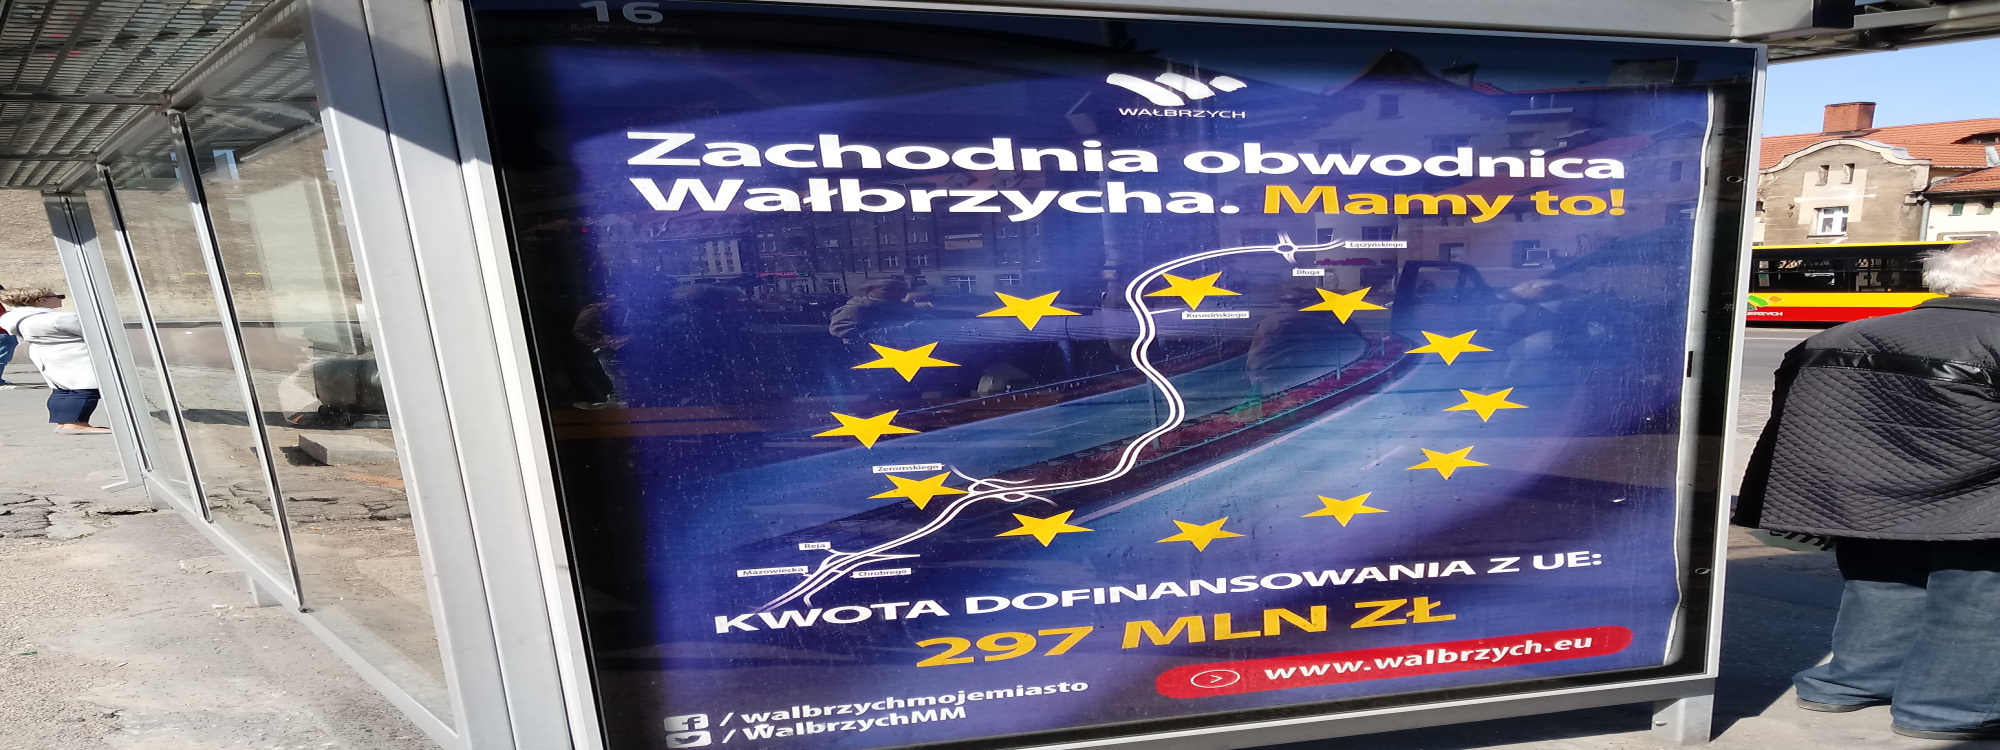 16
WAŁBRZYCH
Zachodnia obwodnica
Wałbrzycha. Mamy to!
Łączyńskiego
Długa
Kusocińskiego
Żeromskiego
Reja
Mazowiecka
Chrobrego
KWOTA DOFINANSOWANIA Z UE:
297 MLN ZŁ
www.walbrzych.eu
/ walbrzychmojemiasto
/ WalbrzychMM